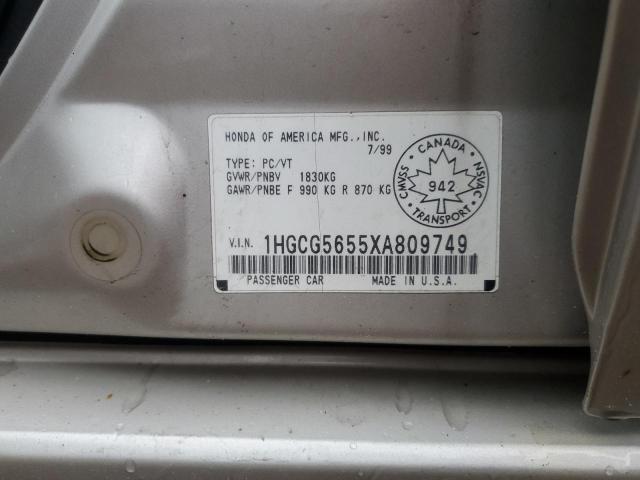 HONDA OF AMERICA MFG.,INC.
7/99
TYPE: PC/VT
GVWR/PNBV 1830KG
GAWR/PNBE F 990 KG R 870 KG
CANADA
CMVSS
NSVAC
942
TRANSPORT
V.I.N. 1HGCG5655XA809749
PASSENGER CAR MADE IN U.S.A.